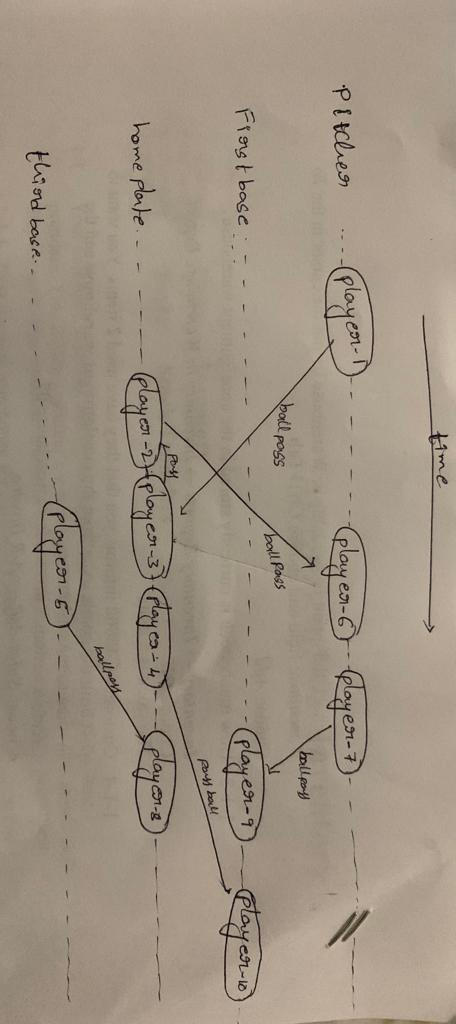 time
Pitcher
player-1
player-6
player-7
ball pass
ball pass
ball pass
First base
player-9
player-10
home plate
player-2
pass
player-3
player-4
player-8
pass ball
third base
player-5
ball pass